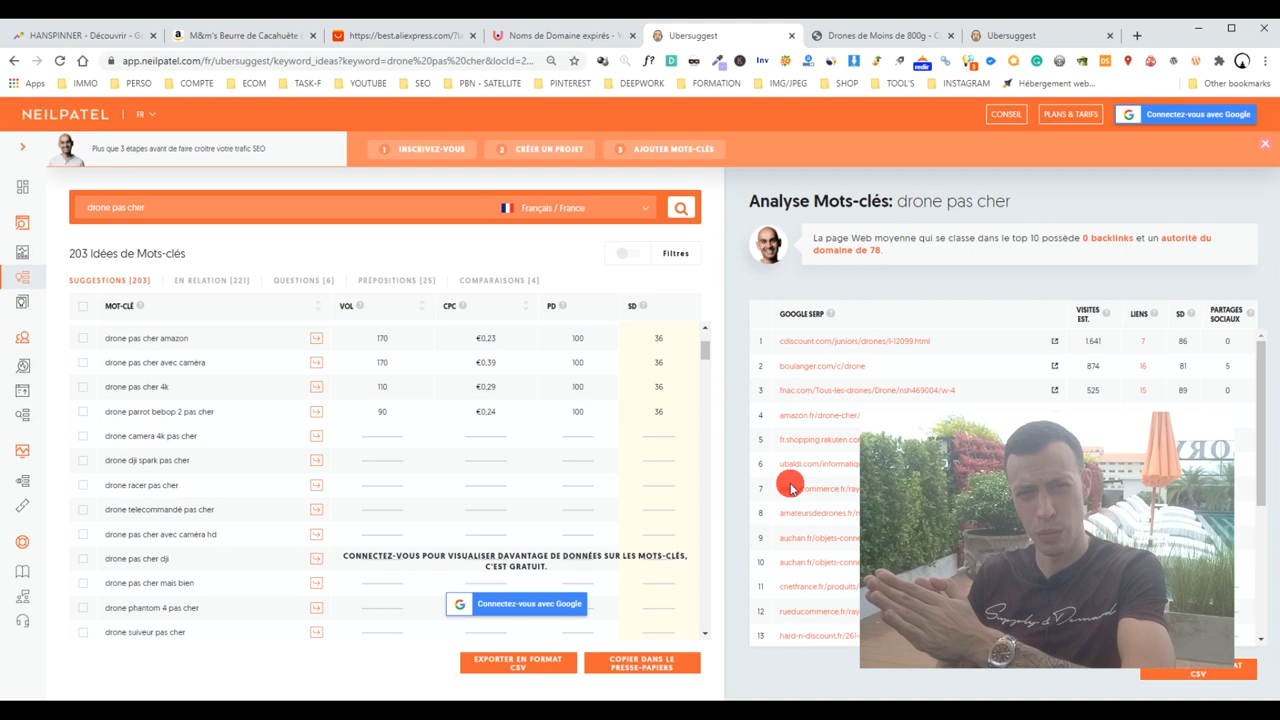 HANSPINNER - Découvrir - Go
M&m's Beurre de Cacahuète
https://best.aliexpress.com/?la
Noms de Domaine expirés -
Ubersuggest
Drones de Moins de 800g - C
Ubersuggest
app.neilpatel.com/fr/ubersuggest/keyword_ideas?keyword=drone%20pas%20cher&locId=2...
Apps
IMMO
PERSO
COMPTE
ECOM
TASK-F
YOUTUBE
SEO
PBN - SATELLITE
PINTEREST
DEEPWORK
FORMATION
IMG/JPEG
SHOP
TOOL'S
INSTAGRAM
Hébergement web...
Other bookmarks
NEILPATEL
FR
CONSEIL
PLANS & TARIFS
Connectez-vous avec Google
Plus que 3 étapes avant de faire croitre votre trafic SEO
1 INSCRIVEZ-VOUS
2 CRÉER UN PROJET
3 AJOUTER MOTS-CLÉS
drone pas cher
Français / France
203 Idées de Mots-clés
Filtres
SUGGESTIONS [203]
EN RELATION [221]
QUESTIONS [6]
PRÉPOSITIONS [25]
COMPARAISONS [4]
MOT-CLÉ VOL CPC PD SD
drone pas cher amazon 170 €0,23 100 36
drone pas cher avec caméra 170 €0,39 100 36
drone pas cher 4k 110 €0,29 100 36
drone parrot bebop 2 pas cher 90 €0,24 100 36
drone camera 4k pas cher
drone dji spark pas cher
drone racer pas cher
drone telecommandé pas cher
drone pas cher avec caméra hd
drone pas cher dji
drone pas cher mais bien
drone phantom 4 pas cher
drone suiveur pas cher
CONNECTEZ-VOUS POUR VISUALISER DAVANTAGE DE DONNÉES SUR LES MOTS-CLÉS,
C'EST GRATUIT.
Connectez-vous avec Google
EXPORTER EN FORMAT
CSV
COPIER DANS LE
PRESSE-PAPIERS
Analyse Mots-clés: drone pas cher
La page Web moyenne qui se classe dans le top 10 possède 0 backlinks et un autorité du
domaine de 78.
GOOGLE SERP
VISITES
EST.
LIENS
SD
PARTAGES
SOCIAUX
1 cdiscount.com/juniors/drones/l-12099.html 1.641 7 86 0
2 boulanger.com/c/drone 874 16 81 5
3 fnac.com/Tous-les-drones/Drone/nsh469004/w-4 525 15 89 0
4 amazon.fr/drone-cher/
5 fr.shopping.rakuten.com
6 ubaldi.com/informatiq
7 commerce.fr/ray
8 amateursdedrones.fr/
9 auchan.fr/objets-conne
10 auchan.fr/objets-conne
11 cnetfrance.fr/produits/
12 rueducommerce.fr/ray
13 hard-n-discount.fr/261-
CSV
Supply & Demand